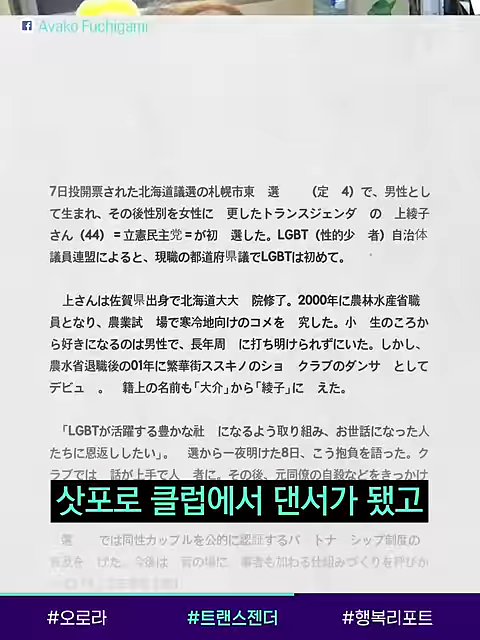 Ayako Fuchigami
7日投開票された北海道議選の札幌市東 選 （定 4）で、男性とし
て生まれ、その後性別を女性に 更したトランスジェンダ の 上綾子
さん（44）＝立憲民主党＝が初 選した。LGBT（性的少 者）自治体
議員連盟によると、現職の都道府県議でLGBTは初めて。
上さんは佐賀県出身で北海道大大 院修了。2000年に農林水産省職
員となり、農業試 場で寒冷地向けのコメを 究した。小 生のころか
ら好きになるのは男性で、長年周 に打ち明けられずにいた。しかし、
農水省退職後の01年に繁華街ススキノのショ クラブのダンサ として
デビュ 。 籍上の名前も「大介」から「綾子」に えた。
「LGBTが活躍する豊かな社 になるよう取り組み、お世話になった人
たちに恩返ししたい」。 選から一夜明けた8日、こう抱負を語った。ク
ラブでは 話が上手で人 者に。その後、元同僚の自殺などをきっかけ
삿포로 클럽에서 댄서가 됐고
選 では同性カップルを公的に認証するパ トナ シップ制度の
#오로라 #트랜스젠더 #행복리포트